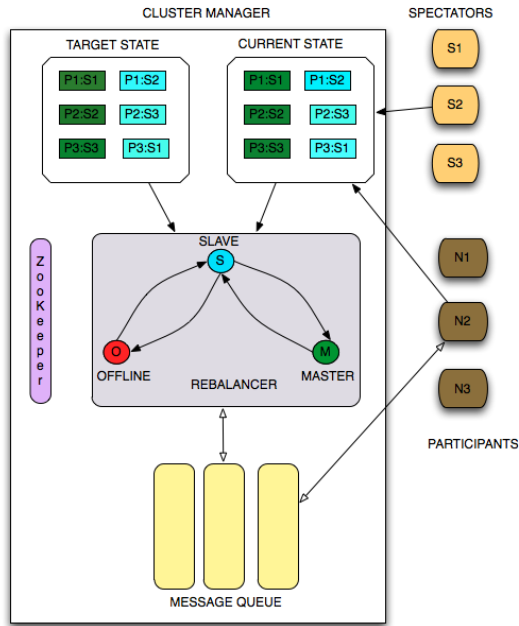 CLUSTER MANAGER
SPECTATORS
TARGET STATE
CURRENT STATE
P1:S1 P1:S2
P2:S2 P2:S3
P3:S3 P3:S1
P1:S1 P1:S2
P2:S2 P2:S3
P3:S3 P3:S1
S1
S2
S3
ZooKeeper
SLAVE
S
O
M
OFFLINE
MASTER
REBALANCER
N1
N2
N3
PARTICIPANTS
MESSAGE QUEUE